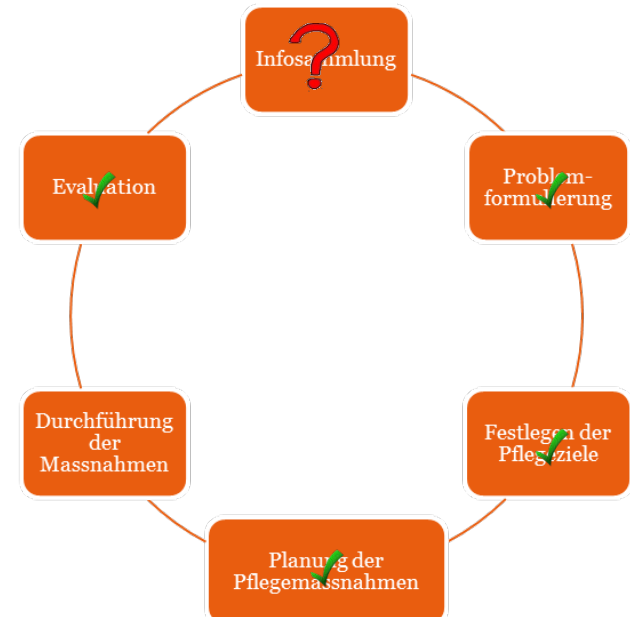 Infosammlung
Problem-
formulierung
Festlegen der
Pflegeziele
Planung der
Pflegemassnahmen
Durchführung
der
Massnahmen
Evaluation